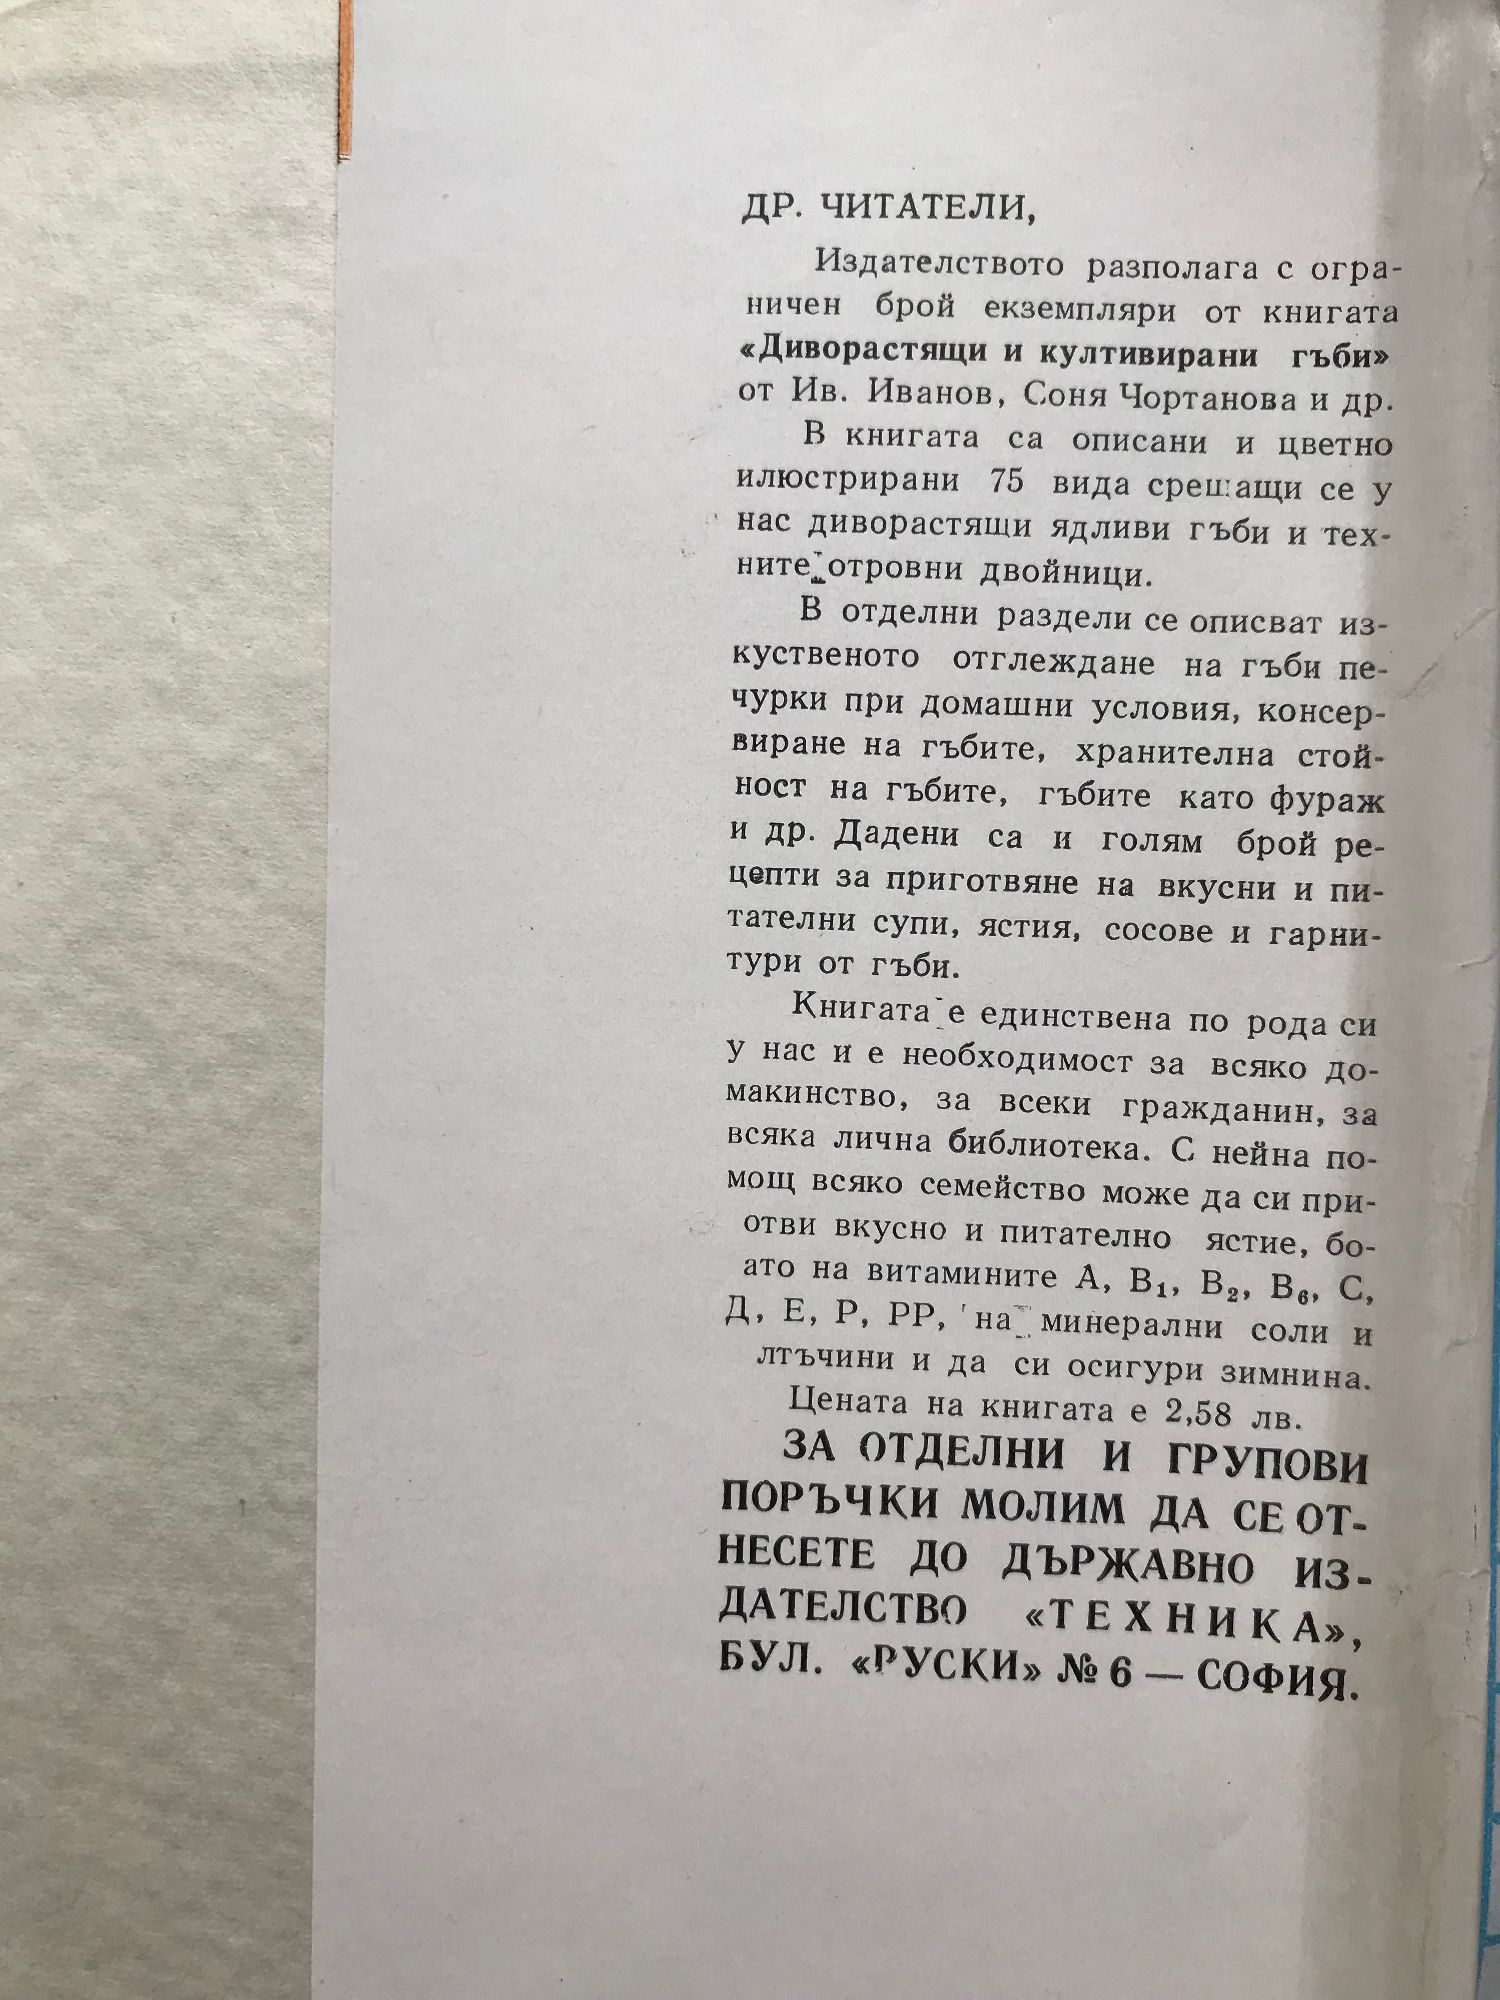 ДР. ЧИТАТЕЛИ,
Издателството разполага с огра-
ничен брой екземпляри от книгата
«Диворастящи и култивирани гъби»
от Ив. Иванов, Соня Чортанова и др.
В книгата са описани и цветно
илюстрирани 75 вида срещащи се у
нас диворастящи ядливи гъби и тех-
ните отровни двойници.
В отделни раздели се описват из-
куственото отглеждане на гъби пе-
чурки при домашни условия, консер-
виране на гъбите, хранителна стой-
ност на гъбите, гъбите като фураж
и др. Дадени са и голям брой ре-
цепти за приготвяне на вкусни и пи-
тателни супи, ястия, сосове и гарни-
тури от гъби.
Книгата е единствена по рода си
у нас и е необходимост за всяко до-
макинство, за всеки гражданин, за
всяка лична библиотека. С нейна по-
мощ всяко семейство може да си при-
отви вкусно и питателно ястие, бо-
ато на витамините А, В₁, В₂, В₆, С,
Д, Е, Р, РР, на минерални соли и
лтъчини и да си осигури зимнина.
Цената на книгата е 2,58 лв.
ЗА ОТДЕЛНИ И ГРУПОВИ
ПОРЪЧКИ МОЛИМ ДА СЕ ОТ-
НЕСЕТЕ ДО ДЪРЖАВНО ИЗ-
ДАТЕЛСТВО «ТЕХНИКА»,
БУЛ. «РУСКИ» № 6 — СОФИЯ.